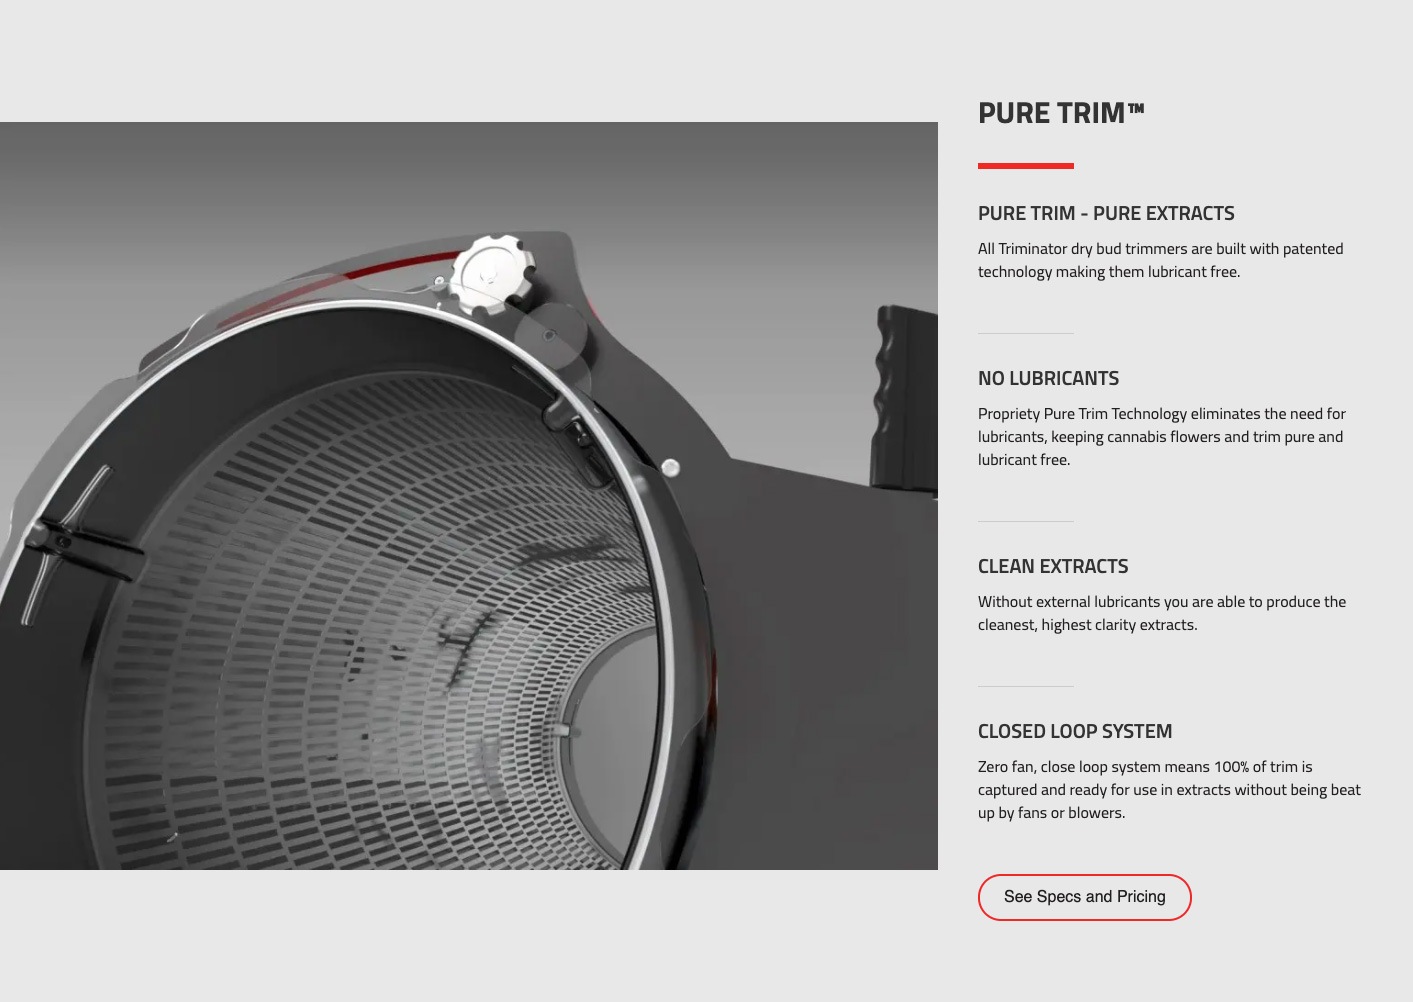 PURE TRIM™
PURE TRIM - PURE EXTRACTS
All Triminator dry bud trimmers are built with patented
technology making them lubricant free.
NO LUBRICANTS
Propriety Pure Trim Technology eliminates the need for
lubricants, keeping cannabis flowers and trim pure and
lubricant free.
CLEAN EXTRACTS
Without external lubricants you are able to produce the
cleanest, highest clarity extracts.
CLOSED LOOP SYSTEM
Zero fan, close loop system means 100% of trim is
captured and ready for use in extracts without being beat
up by fans or blowers.
See Specs and Pricing